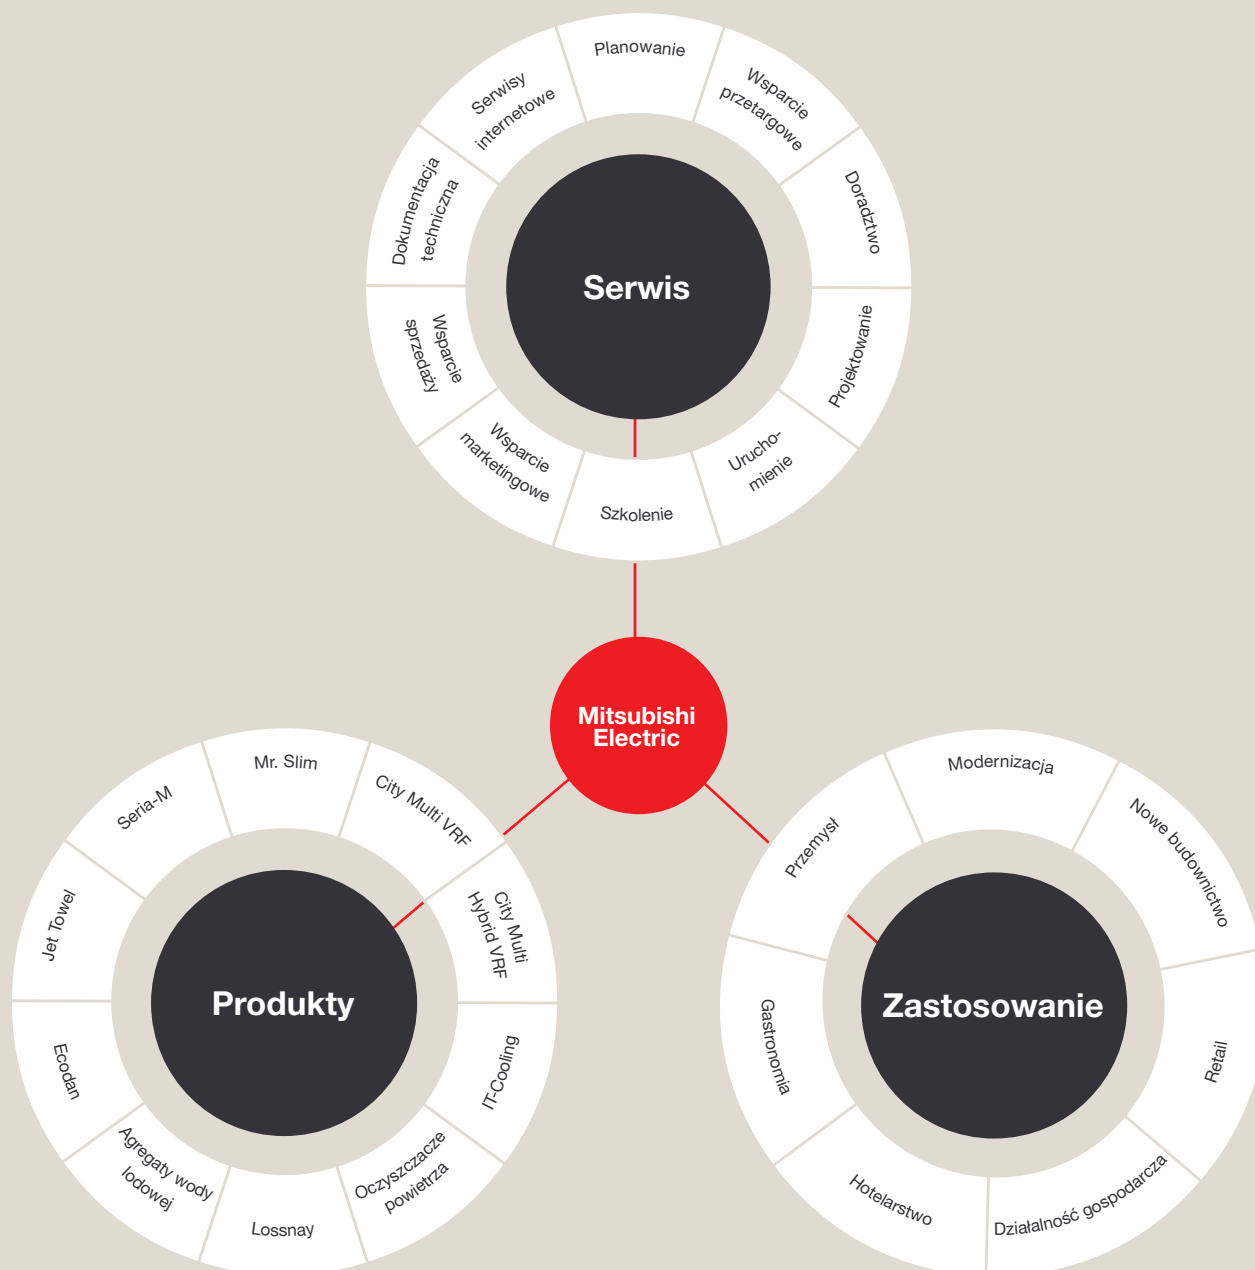 Planowanie
Wsparcie
przetargowe
Doradztwo
Projektowanie
Urucho-
mienie
Szkolenie
Wsparcie
marketingowe
Wsparcie
sprzedaży
Dokumentacja
techniczna
Serwisy
internetowe
Serwis
Mitsubishi
Electric
Mr. Slim
City Multi VRF
City Multi
Hybrid VRF
IT-Cooling
Oczyszczacze
powietrza
Lossnay
Agregaty wody
lodowej
Ecodan
Jet Towel
Seria-M
Produkty
Modernizacja
Nowe budownictwo
Retail
Działalność gospodarcza
Hotelarstwo
Gastronomia
Przemysł
Zastosowanie